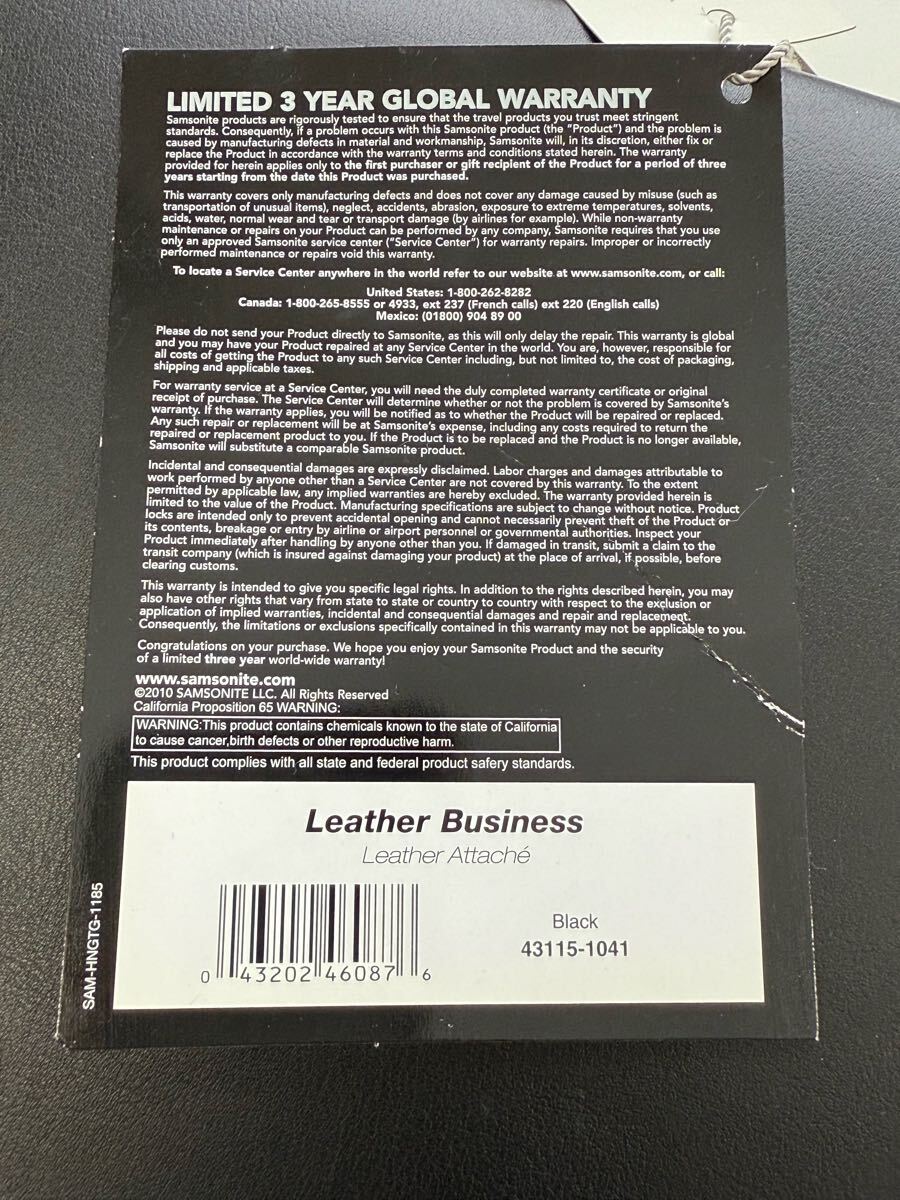 LIMITED 3 YEAR GLOBAL WARRANTY
Samsonite products are rigorously tested to ensure that the travel products you trust meet stringent
standards. Consequently, if a problem occurs with this Samsonite product (the "Product") and the problem is
caused by manufacturing defects in material and workmanship, Samsonite will, in its discretion, either fix or
replace the Product in accordance with the warranty terms and conditions stated herein. The warranty
provided for herein applies only to the first purchaser or gift recipient of the Product for a period of three
years starting from the date this Product was purchased.
This warranty covers only manufacturing defects and does not cover any damage caused by misuse (such as
transportation of unusual items), neglect, accidents, abrasion, exposure to extreme temperatures, solvents,
acids, water, normal wear and tear or transport damage (by airlines for example). While non-warranty
maintenance or repairs on your Product can be performed by any company, Samsonite requires that you use
only an approved Samsonite service center ("Service Center") for warranty repairs. Improper or incorrectly
performed maintenance or repairs void this warranty.
To locate a Service Center anywhere in the world refer to our website at www.samsonite.com, or call:
United States: 1-800-262-8282
Canada: 1-800-265-8555 or 4933, ext 237 (French calls) ext 220 (English calls)
Mexico: (01800) 904 89 00
Please do not send your Product directly to Samsonite, as this will only delay the repair. This warranty is global
and you may have your Product repaired at any Service Center in the world. You are, however, responsible for
all costs of getting the Product to any such Service Center including, but not limited to, the cost of packaging,
shipping and applicable taxes.
For warranty service at a Service Center, you will need the duly completed warranty certificate or original
receipt of purchase. The Service Center will determine whether or not the problem is covered by Samsonite's
warranty. If the warranty applies, you will be notified as to whether the Product will be repaired or replaced.
Any such repair or replacement will be at Samsonite's expense, including any costs required to return the
repaired or replacement product to you. If the Product is to be replaced and the Product is no longer available,
Samsonite will substitute a comparable Samsonite product.
Incidental and consequential damages are expressly disclaimed. Labor charges and damages attributable to
work performed by anyone other than a Service Center are not covered by this warranty. To the extent
permitted by applicable law, any implied warranties are hereby excluded. The warranty provided herein is
limited to the value of the Product. Manufacturing specifications are subject to change without notice. Product
locks are intended only to prevent accidental opening and cannot necessarily prevent theft of the Product or
its contents, breakage or entry by airline or airport personnel or governmental authorities. Inspect your
Product immediately after handling by anyone other than you. If damaged in transit, submit a claim to the
transit company (which is insured against damaging your product) at the place of arrival, if possible, before
clearing customs.
This warranty is intended to give you specific legal rights. In addition to the rights described herein, you may
also have other rights that vary from state to state or country to country with respect to the exclusion or
application of implied warranties, incidental and consequential damages and repair and replacement.
Consequently, the limitations or exclusions specifically contained in this warranty may not be applicable to you.
Congratulations on your purchase. We hope you enjoy your Samsonite Product and the security
of a limited three year world-wide warranty!
www.samsonite.com
©2010 SAMSONITE LLC. All Rights Reserved
California Proposition 65 WARNING:
WARNING:This product contains chemicals known to the state of California
to cause cancer,birth defects or other reproductive harm.
This product complies with all state and federal product safety standards.
Leather Business
Leather Attaché
Black
43115-1041
0 43202 46087 6
SAM-HNGTG-1185